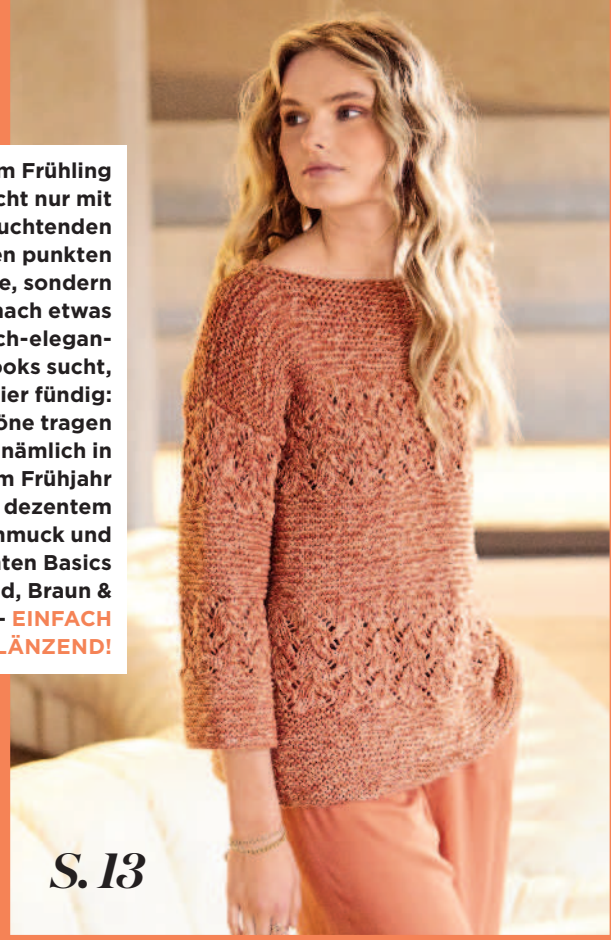 m Frühling
cht nur mit
uchtenden
en punkten
e, sondern
nach etwas
ch-elegan-
ooks sucht,
ier fündig:
öne tragen
nämlich in
m Frühjahr
dezentem
hmuck und
ten Basics
d, Braun &
- EINFACH
LÄNZEND!
S. 13